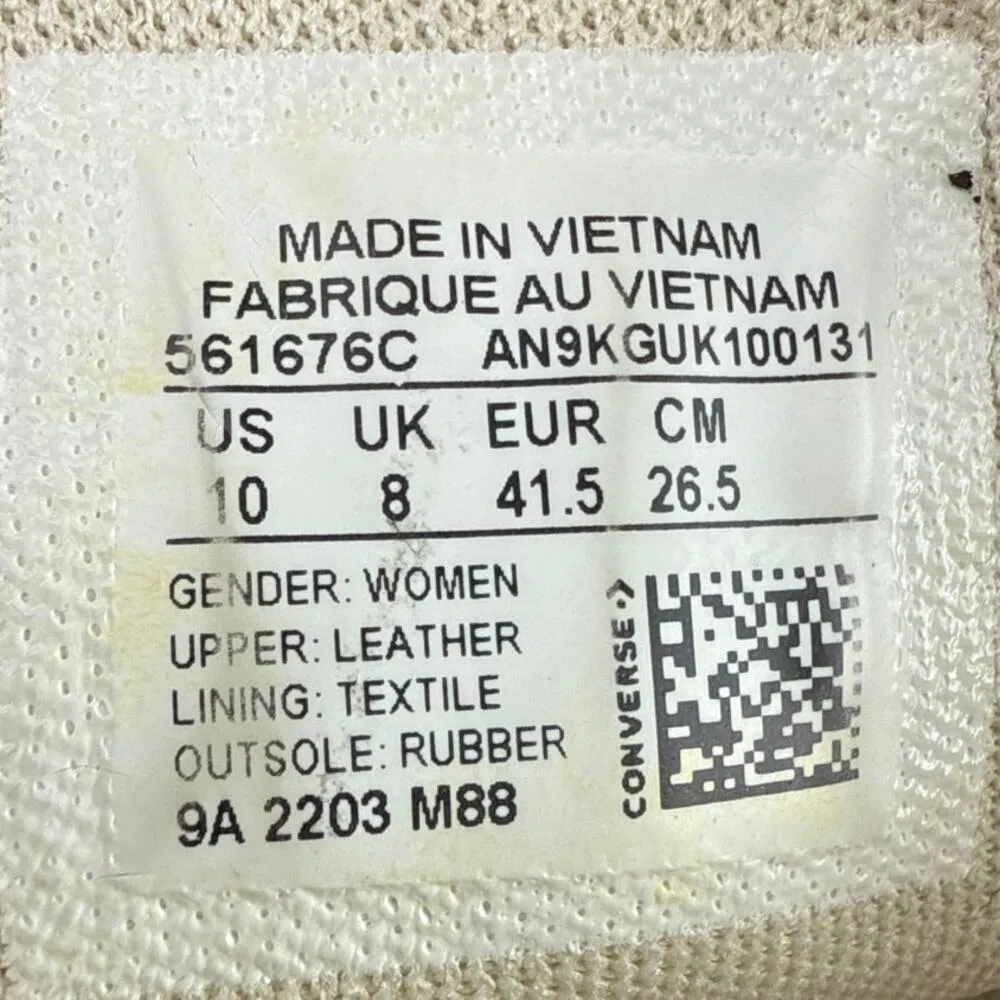 MADE IN VIETNAM
FABRIQUE AU VIETNAM
561676C AN9KGUK100131
US UK EUR CM
10 8 41.5 26.5
GENDER: WOMEN
UPPER: LEATHER
LINING: TEXTILE
OUTSOLE: RUBBER
9A 2203 M88
CONVERSE